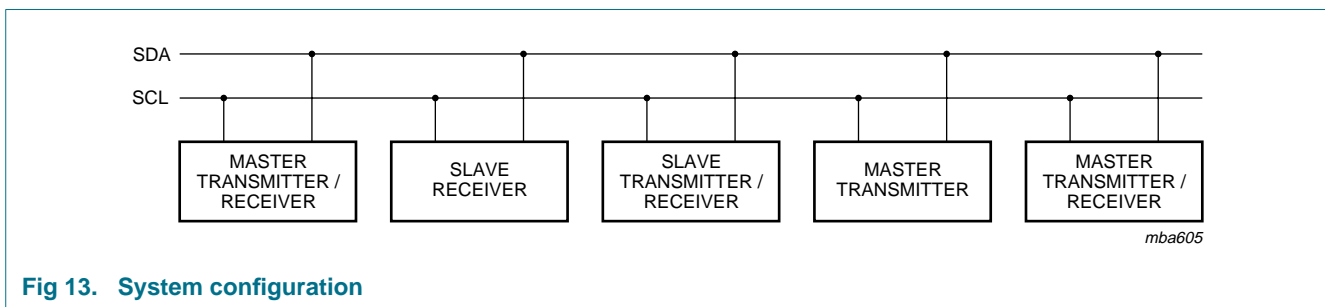 SDA
SCL
MASTER
TRANSMITTER /
RECEIVER
SLAVE
RECEIVER
SLAVE
TRANSMITTER /
RECEIVER
MASTER
TRANSMITTER
MASTER
TRANSMITTER /
RECEIVER
mba605
Fig 13. System configuration